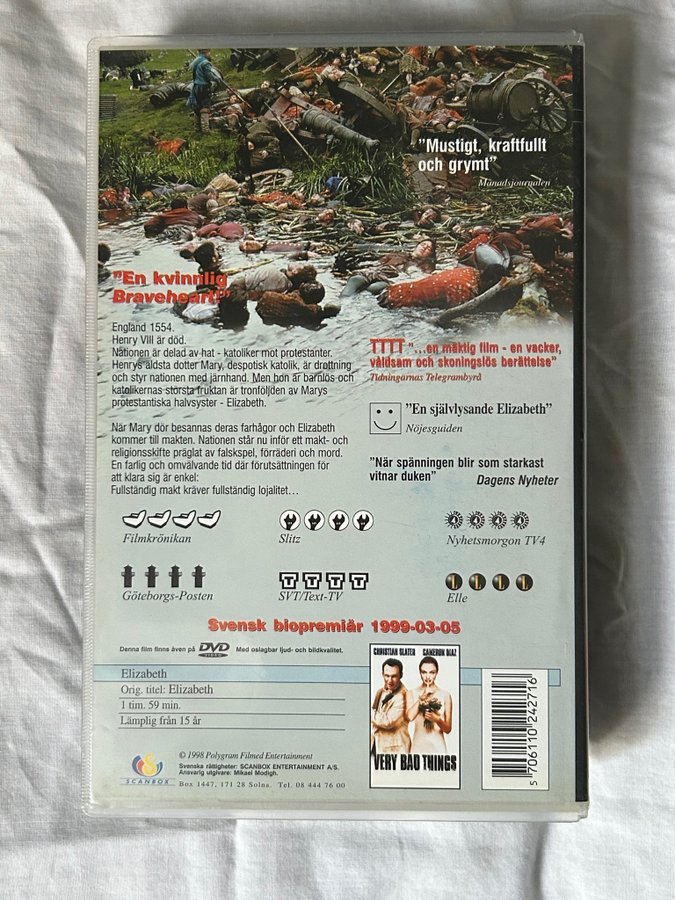 "Mustigt, kraftfullt
och grymt"
Månadsjournalen
"En kvinnlig
Braveheart!"
England 1554.
Henry VIII är död.
Nationen är delad av hat - katoliker mot protestanter.
Henrys äldsta dotter Mary, despotisk katolik, är drottning
och styr nationen med järnhand. Men hon är barnlös och
katolikernas största fruktan är tronföljden av Marys
protestantiska halvsyster - Elizabeth.
När Mary dör besannas deras farhågor och Elizabeth
kommer till makten. Nationen står nu inför ett makt- och
religionsskifte präglat av falskspel, förräderi och mord.
En farlig och omvälvande tid där förutsättningen för
att klara sig är enkel:
Fullständig makt kräver fullständig lojalitet...
TTTT "...en mäktig film - en vacker,
våldsam och skoningslös berättelse"
Tidningarnas Telegrambyrå
"En självlysande Elizabeth"
Nöjesguiden
"När spänningen blir som starkast
vitnar duken" Dagens Nyheter
Filmkrönikan
Slitz
4 4 4 4
Nyhetsmorgon TV4
Göteborgs-Posten
T T T T
SVT/Text-TV
Elle
Svensk biopremiär 1999-03-05
Denna film finns även på DVD VIDEO Med oslagbar ljud- och bildkvalitet.
Elizabeth
Orig. titel: Elizabeth
1 tim. 59 min.
Lämplig från 15 år
CHRISTIAN SLATER CAMERON DIAZ
VERY BAD THINGS
5 706110 242716
SCANBOX
© 1998 Polygram Filmed Entertainment
Svenska rättigheter: SCANBOX ENTERTAINMENT A/S.
Ansvarig utgivare: Mikael Modigh.
Box 1447, 171 28 Solna. Tel. 08 444 76 00